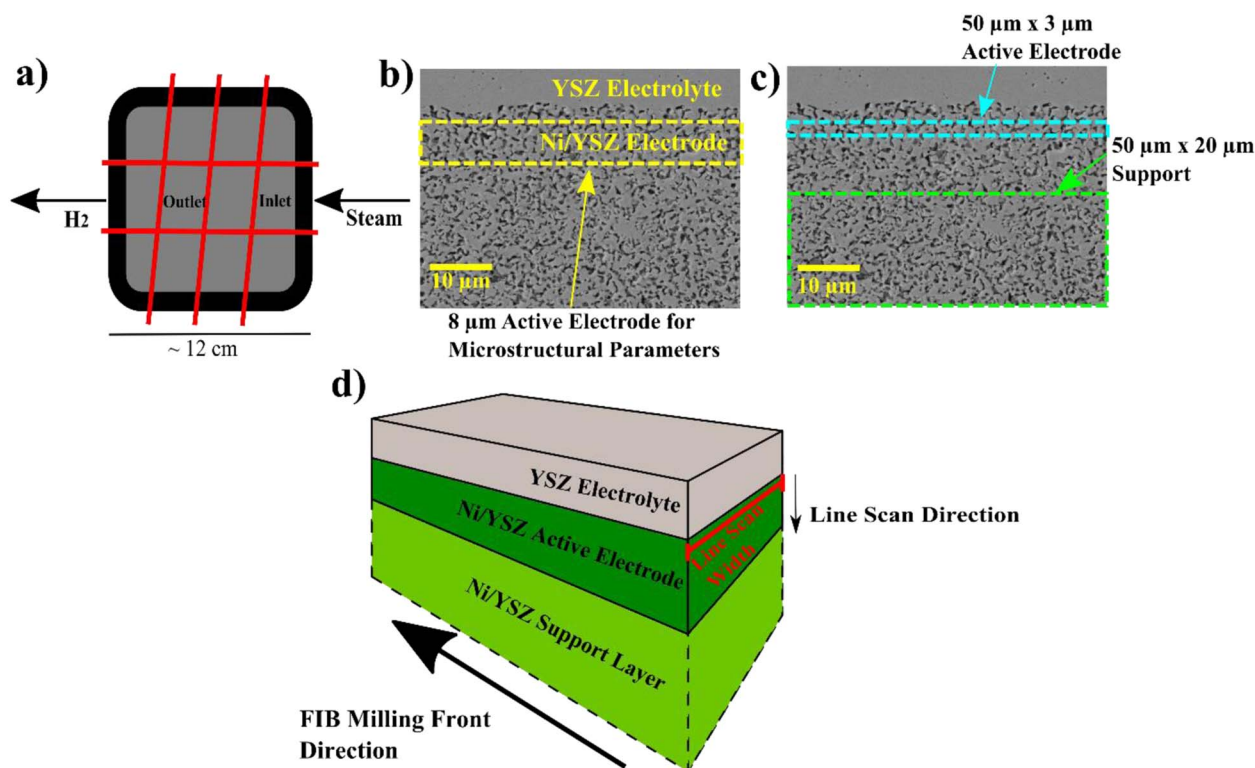 a)
H2
Outlet
Inlet
Steam
~ 12 cm
b)
YSZ Electrolyte
Ni/YSZ Electrode
10 µm
8 µm Active Electrode for
Microstructural Parameters
c)
50 µm x 3 µm
Active Electrode
50 µm x 20 µm
Support
10 µm
d)
YSZ Electrolyte
Ni/YSZ Active Electrode
Ni/YSZ Support Layer
Line Scan
Width
Line Scan Direction
FIB Milling Front
Direction